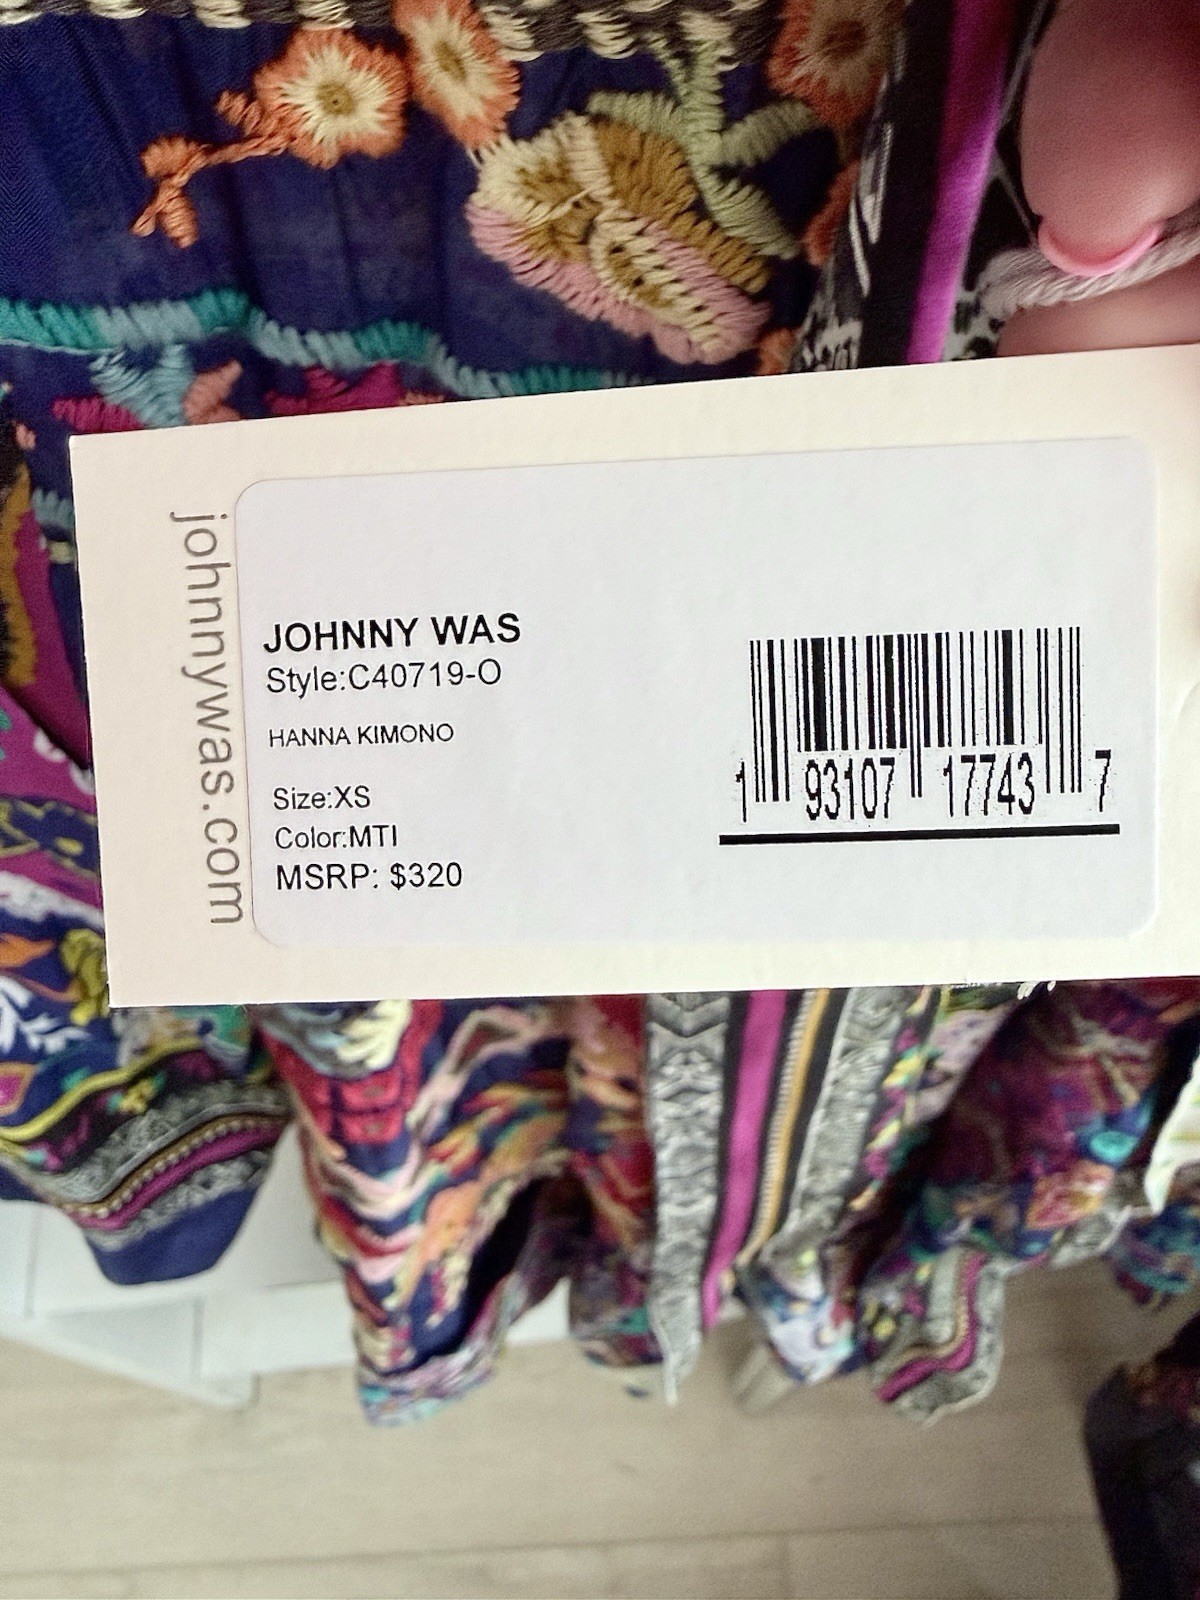 johnnywas.com
JOHNNY WAS
Style:C40719-O
HANNA KIMONO
Size:XS
Color:MTI
MSRP: $320
1 93107 17743 7